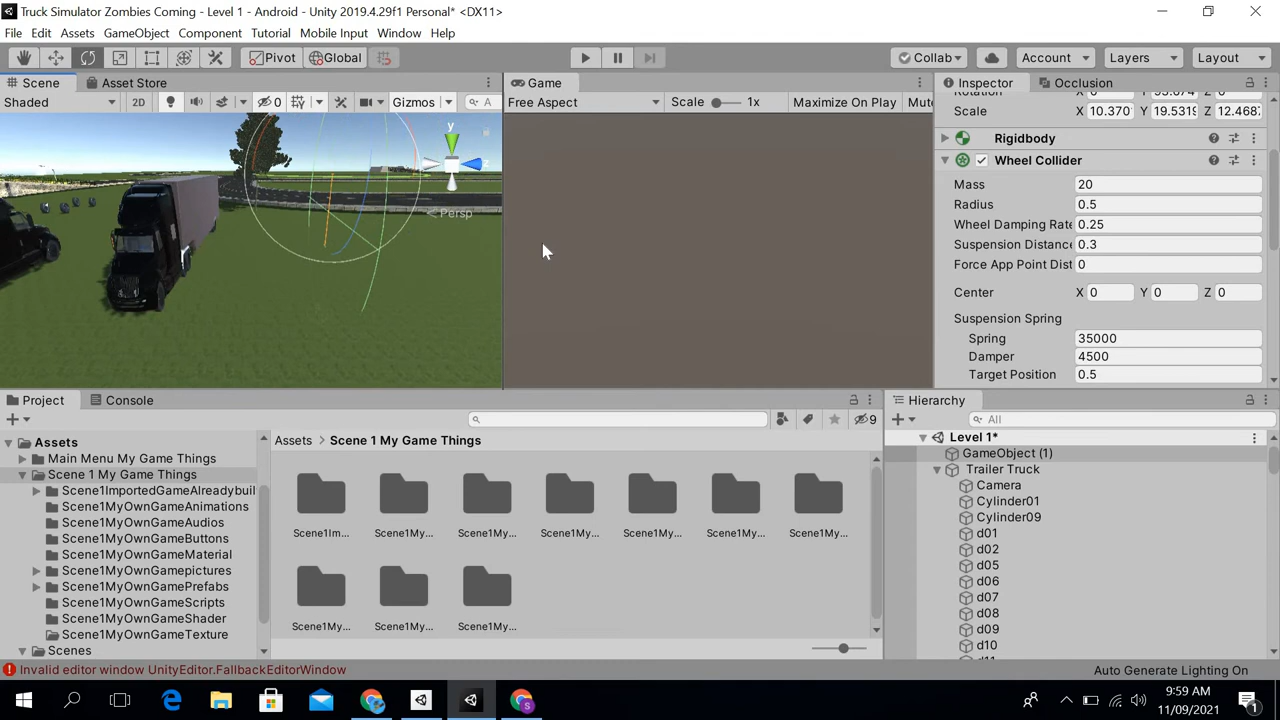 Truck Simulator Zombies Coming - Level 1 - Android - Unity 2019.4.29f1 Personal* <DX11>
File Edit Assets GameObject Component Tutorial Mobile Input Window Help
Pivot Global Collab Account Layers Layout
Scene Asset Store
Shaded 2D 0 Gizmos A
y
z
Persp
Game
Free Aspect Scale 1x Maximize On Play Mute
Inspector Occlusion
Scale X 10.370 Y 19.5319 Z 12.4687
Rigidbody
Wheel Collider
Mass 20
Radius 0.5
Wheel Damping Rate 0.25
Suspension Distance 0.3
Force App Point Dist 0
Center X 0 Y 0 Z 0
Suspension Spring
Spring 35000
Damper 4500
Target Position 0.5
Project Console
9
Assets
Main Menu My Game Things
Scene 1 My Game Things
Scene1ImportedGameAlreadybuil
Scene1MyOwnGameAnimations
Scene1MyOwnGameAudios
Scene1MyOwnGameButtons
Scene1MyOwnGameMaterial
Scene1MyOwnGamepictures
Scene1MyOwnGamePrefabs
Scene1MyOwnGameScripts
Scene1MyOwnGameShader
Scene1MyOwnGameTexture
Scenes
Assets Scene 1 My Game Things
Scene1Im... Scene1My... Scene1My... Scene1My... Scene1My... Scene1My... Scene1My...
Scene1My... Scene1My... Scene1My...
Hierarchy
All
Level 1*
GameObject (1)
Trailer Truck
Camera
Cylinder01
Cylinder09
d01
d02
d05
d06
d07
d08
d09
d10
Invalid editor window UnityEditor.FallbackEditorWindow
Auto Generate Lighting On
9:59 AM
11/09/2021
1